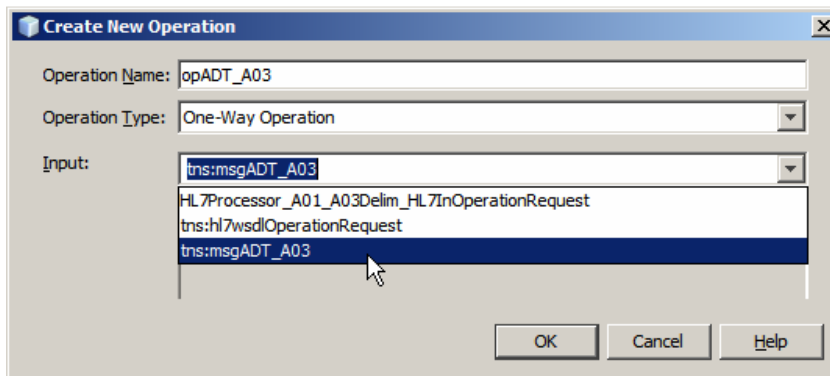 Create New Operation
Operation Name: opADT_A03
Operation Type: One-Way Operation
Input: tns:msgADT_A03
HL7Processor_A01_A03Delim_HL7InOperationRequest
tns:hl7wsdlOperationRequest
tns:msgADT_A03
OK Cancel Help